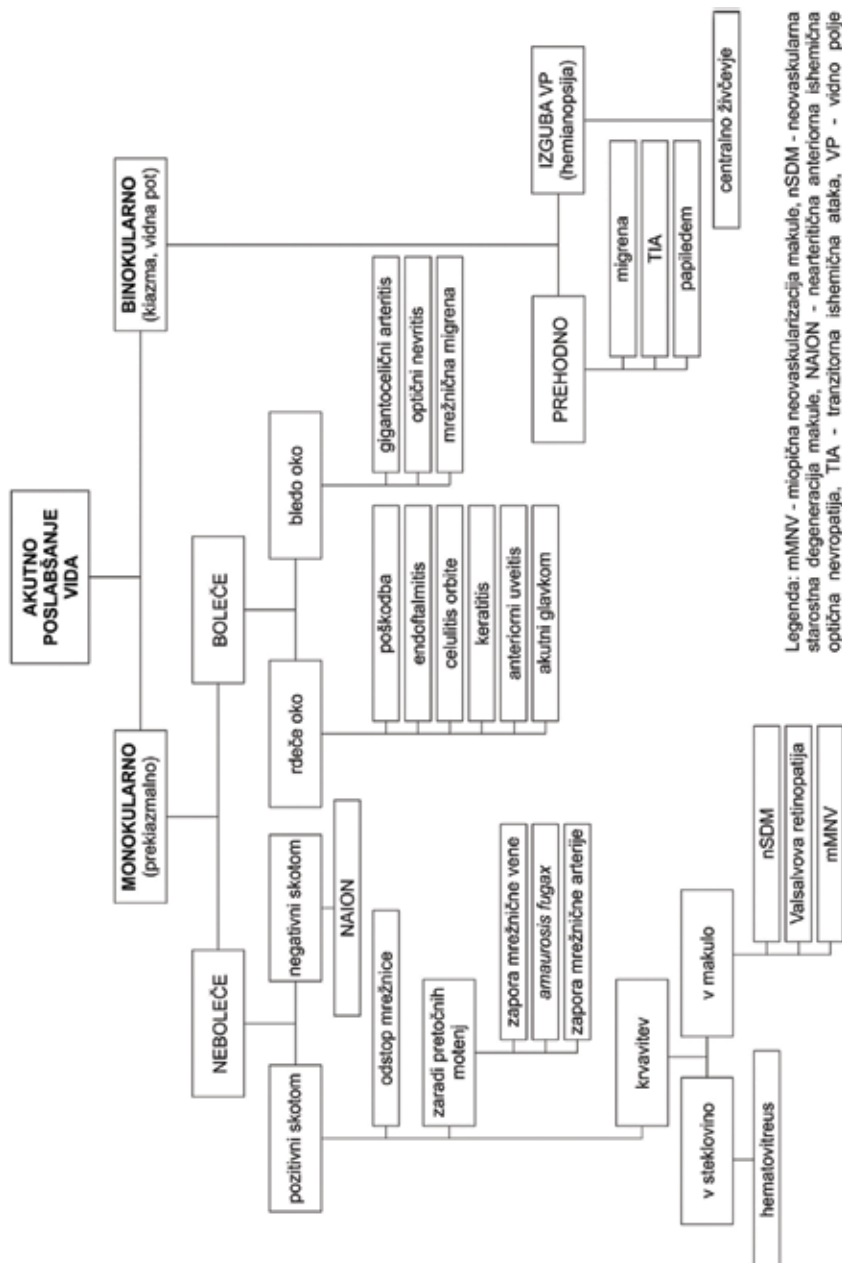 AKUTNO
POSLABŠANJE
VIDA
MONOKULARNO
(prekiazmalno)
BINOKULARNO
(kiazma, vidna pot)
NEBOLEČE
BOLEČE
pozitivni skotom
negativni skotom
NAION
odstop mrežnice
zaradi pretočnih
motenj
zapora mrežnične vene
amaurosis fugax
zapora mrežnične arterije
krvavitev
v steklovino
hematovitreus
v makulo
nSDM
Valsalvova retinopatija
mMNV
rdeče oko
poškodba
endoftalmitis
celulitis orbite
keratitis
anteriorni uveitis
akutni glavkom
bledo oko
gigantocelični arteritis
optični nevritis
mrežnična migrena
PREHODNO
migrena
TIA
papiledem
IZGUBA VP
(hemianopsija)
centralno živčevje
Legenda: mMNV - miopična neovaskularizacija makule, nSDM - neovaskularna
starostna degeneracija makule, NAION - nearteritična anteriorna ishemična
optična nevropatija, TIA - tranzitorna ishemična ataka, VP - vidno polje